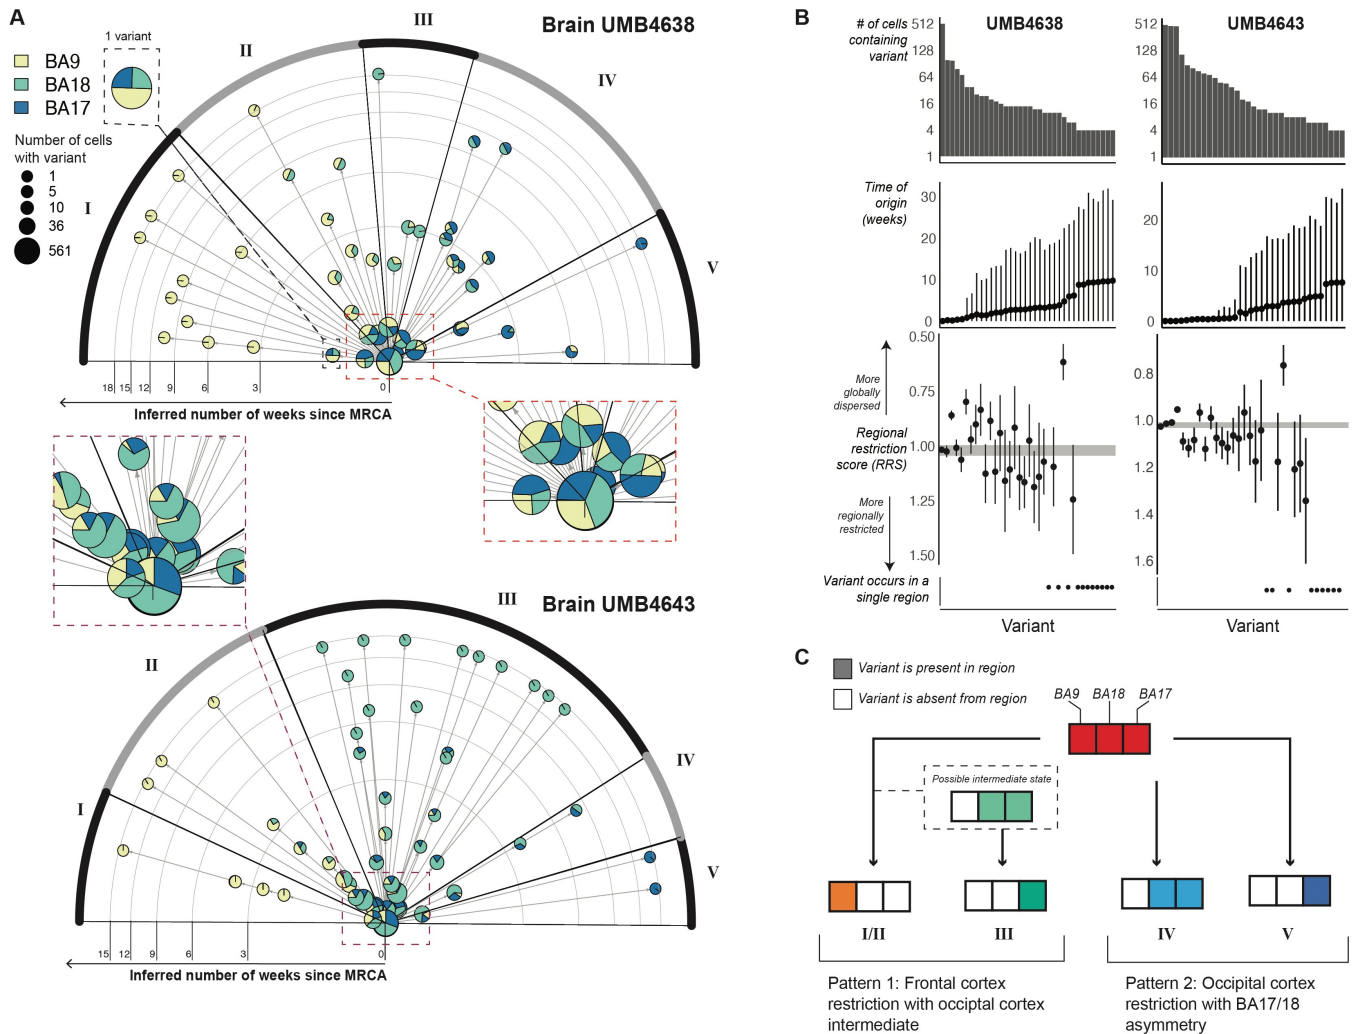 A
Brain UMB4638
1 variant
BA9
BA18
BA17
Number of cells
with variant
1
5
10
36
561
I
II
III
IV
V
18 15 12 9 6 3 0
Inferred number of weeks since MRCA
Brain UMB4643
I
II
III
IV
V
15 12 9 6 3 0
Inferred number of weeks since MRCA
B
UMB4638
UMB4643
# of cells
containing
variant
512
128
64
16
4
1
512
128
64
16
4
1
Time of
origin
(weeks)
30
20
10
0
20
10
0
More
globally
dispersed
Regional
restriction
score (RRS)
More
regionally
restricted
0.50
0.75
1.00
1.25
1.50
0.8
1.0
1.2
1.4
1.6
Variant occurs in a
single region
Variant
Variant
C
Variant is present in region
Variant is absent from region
BA9 BA18 BA17
Possible intermediate state
I/II
III
IV
V
Pattern 1: Frontal cortex
restriction with occiptal cortex
intermediate
Pattern 2: Occipital cortex
restriction with BA17/18
asymmetry